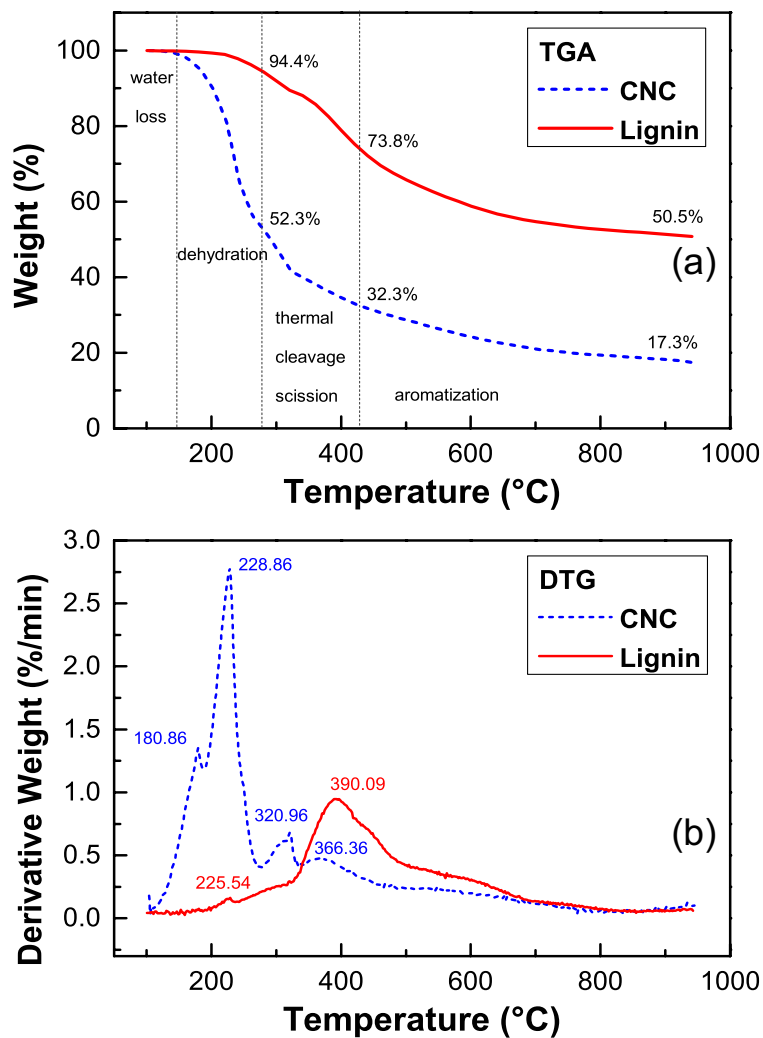 TGA
CNC
Lignin
100
80
60
40
20
0
Weight (%)
water
loss
94.4%
73.8%
52.3%
50.5%
dehydration
(a)
32.3%
thermal
cleavage
scission
17.3%
aromatization
200
400
600
800
1000
Temperature (°C)
DTG
CNC
Lignin
3.0
2.5
2.0
1.5
1.0
0.5
0.0
Derivative Weight (%/min)
228.86
180.86
390.09
320.96
366.36
(b)
225.54
200
400
600
800
1000
Temperature (°C)